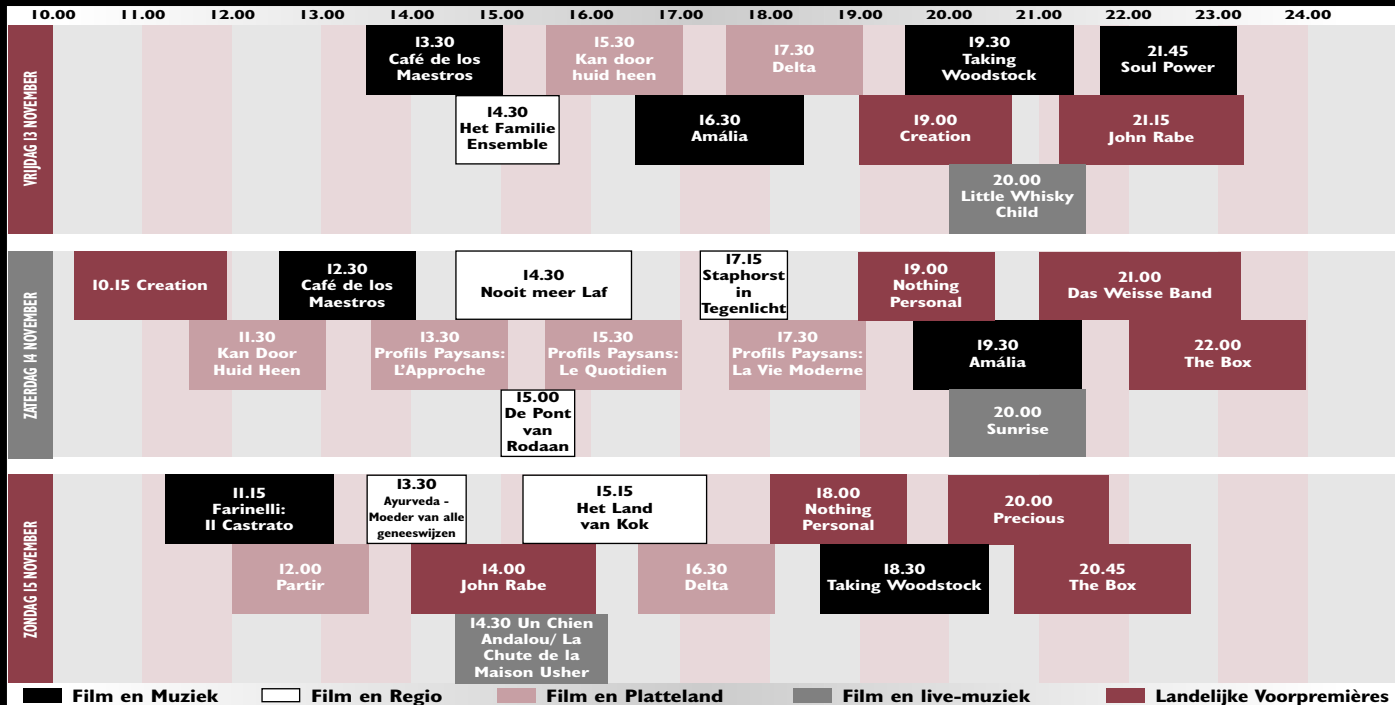 10.00 11.00 12.00 13.00 14.00 15.00 16.00 17.00 18.00 19.00 20.00 21.00 22.00 23.00 24.00
VRIJDAG 13 NOVEMBER
13.30
Café de los
Maestros
15.30
Kan door
huid heen
17.30
Delta
19.30
Taking
Woodstock
21.45
Soul Power
14.30
Het Familie
Ensemble
16.30
Amália
19.00
Creation
21.15
John Rabe
20.00
Little Whisky
Child
ZATERDAG 14 NOVEMBER
10.15 Creation
12.30
Café de los
Maestros
14.30
Nooit meer Laf
17.15
Staphorst
in
Tegenlicht
19.00
Nothing
Personal
21.00
Das Weisse Band
11.30
Kan Door
Huid Heen
13.30
Profils Paysans:
L’Approche
15.30
Profils Paysans:
Le Quotidien
17.30
Profils Paysans:
La Vie Moderne
19.30
Amália
22.00
The Box
15.00
De Pont
van
Rodaan
20.00
Sunrise
ZONDAG 15 NOVEMBER
11.15
Farinelli:
Il Castrato
13.30
Ayurveda -
Moeder van alle
geneeswijzen
15.15
Het Land
van Kok
18.00
Nothing
Personal
20.00
Precious
12.00
Partir
14.00
John Rabe
16.30
Delta
18.30
Taking Woodstock
20.45
The Box
14.30 Un Chien
Andalou/ La
Chute de la
Maison Usher
Film en Muziek Film en Regio Film en Platteland Film en live-muziek Landelijke Voorpremières